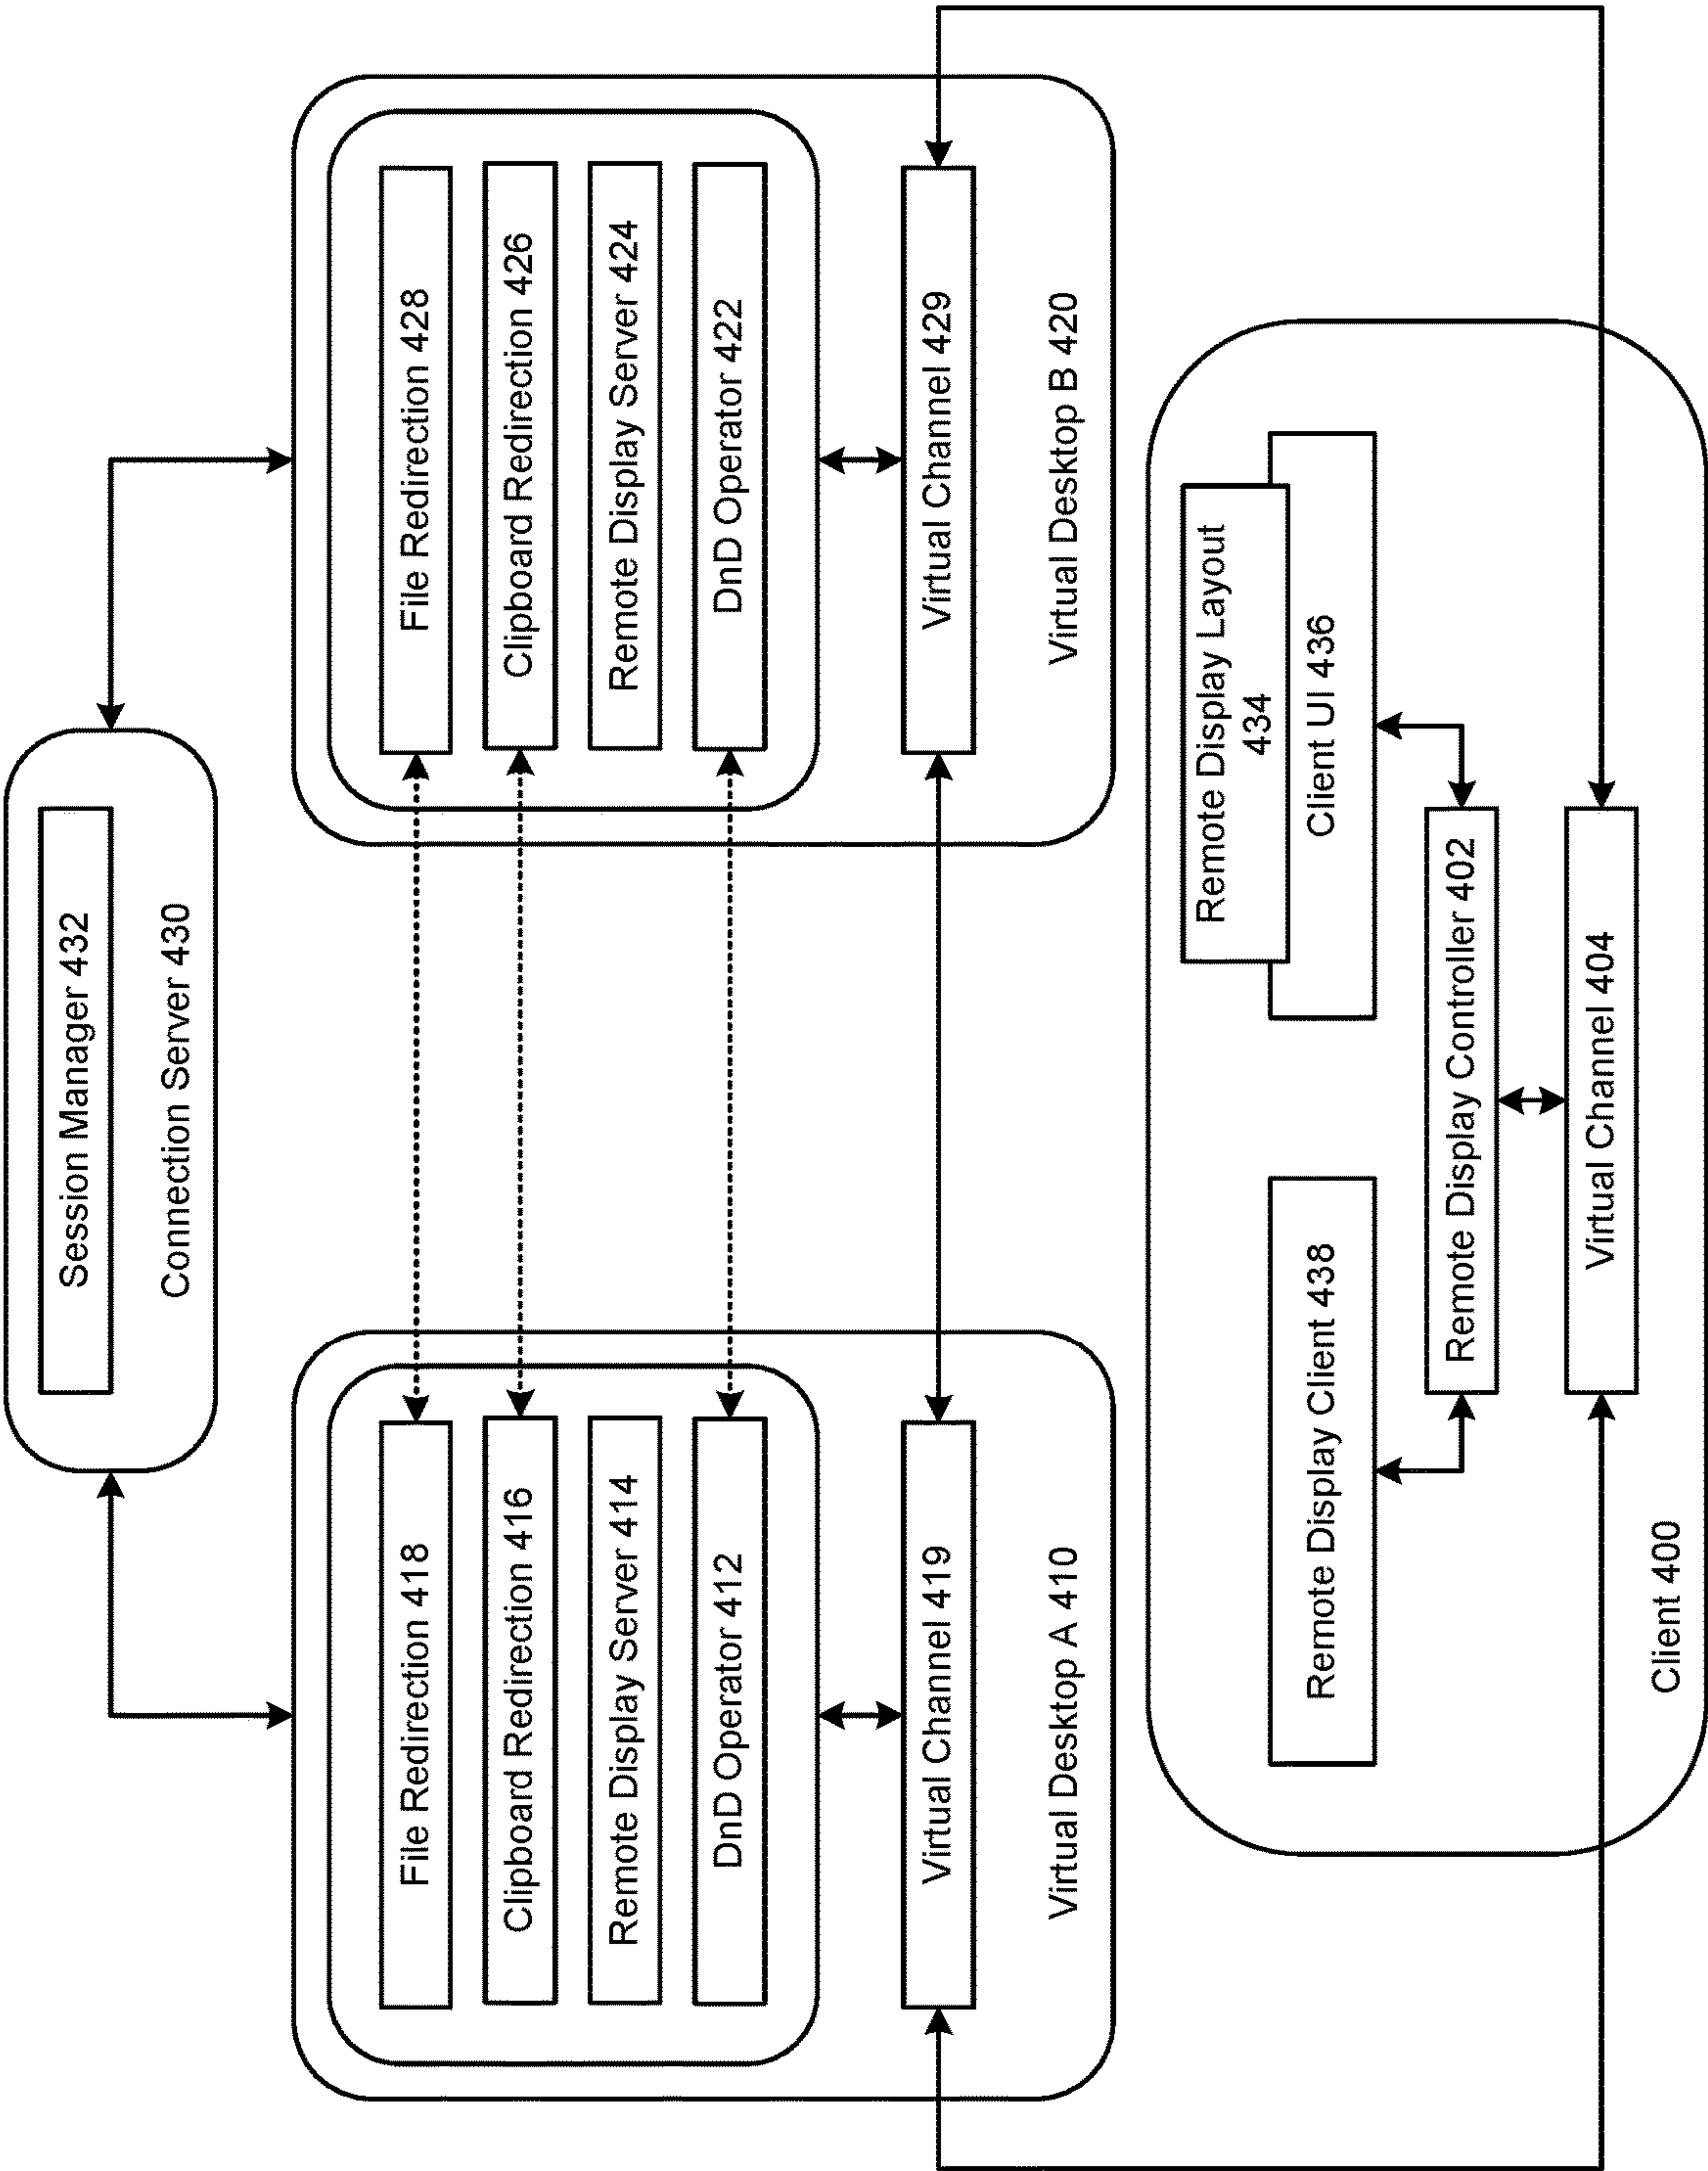 Session Manager 432
Connection Server 430
File Redirection 418
Clipboard Redirection 416
Remote Display Server 414
DnD Operator 412
Virtual Channel 419
Virtual Desktop A 410
File Redirection 428
Clipboard Redirection 426
Remote Display Server 424
DnD Operator 422
Virtual Channel 429
Virtual Desktop B 420
Remote Display Layout
434
Client UI 436
Remote Display Client 438
Remote Display Controller 402
Virtual Channel 404
Client 400